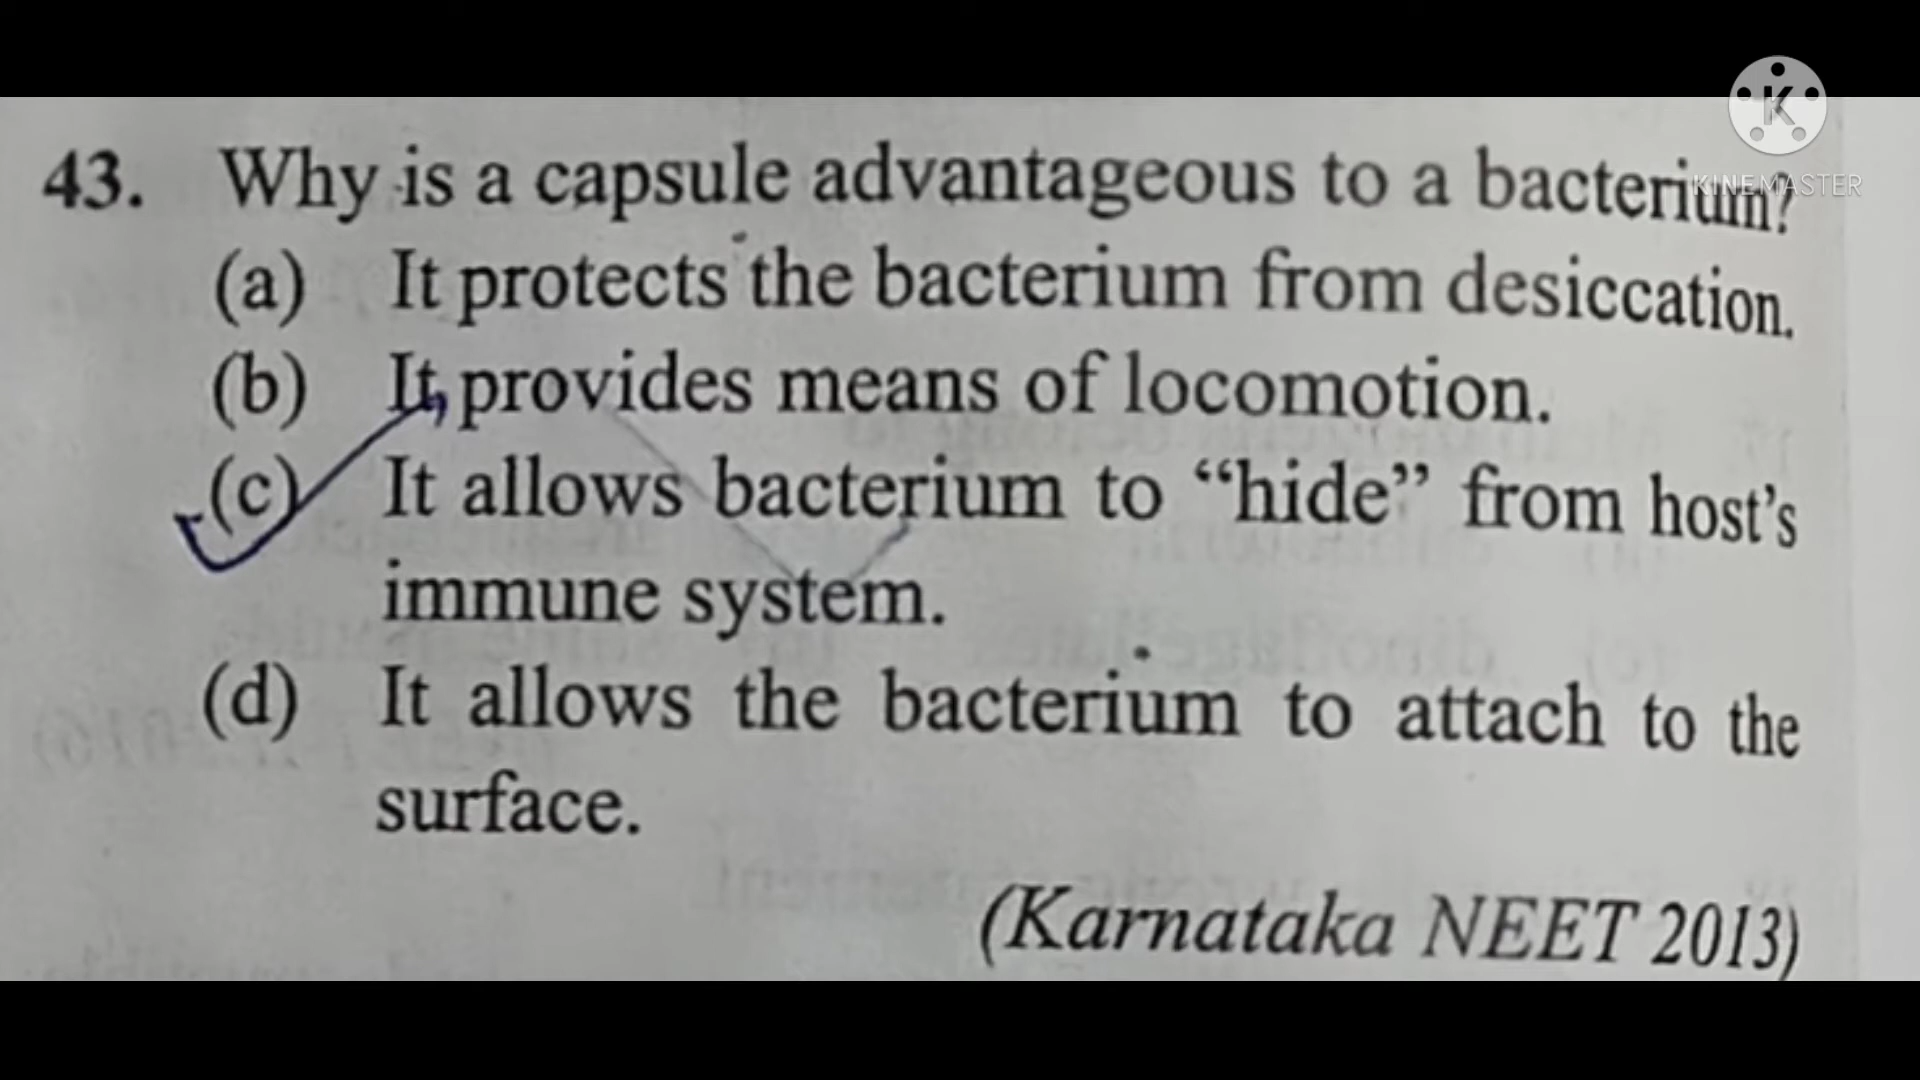 K
KINEMASTER
43. Why is a capsule advantageous to a bacterium?
(a) It protects the bacterium from desiccation.
(b) It provides means of locomotion.
(c) It allows bacterium to “hide” from host’s
immune system.
(d) It allows the bacterium to attach to the
surface.
(Karnataka NEET 2013)